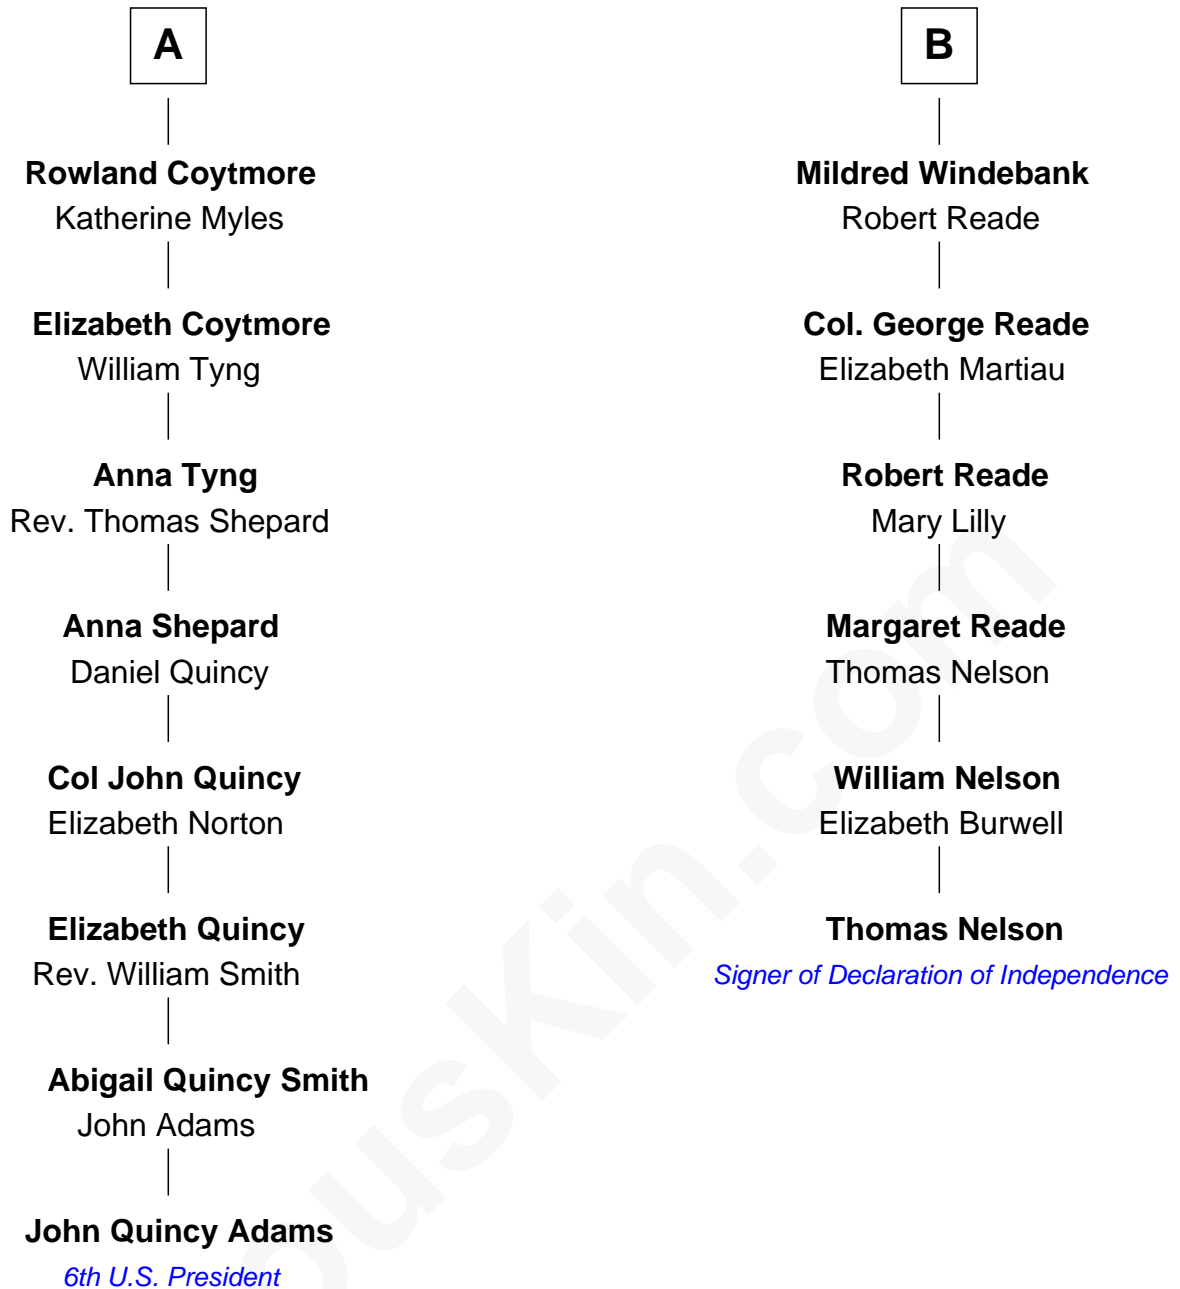 A
Rowland Coytmore
Katherine Myles
Elizabeth Coytmore
William Tyng
Anna Tyng
Rev. Thomas Shepard
Anna Shepard
Daniel Quincy
Col John Quincy
Elizabeth Norton
Elizabeth Quincy
Rev. William Smith
Abigail Quincy Smith
John Adams
John Quincy Adams
6th U.S. President
B
Mildred Windebank
Robert Reade
Col. George Reade
Elizabeth Martiau
Robert Reade
Mary Lilly
Margaret Reade
Thomas Nelson
William Nelson
Elizabeth Burwell
Thomas Nelson
Signer of Declaration of Independence
ousKin.com